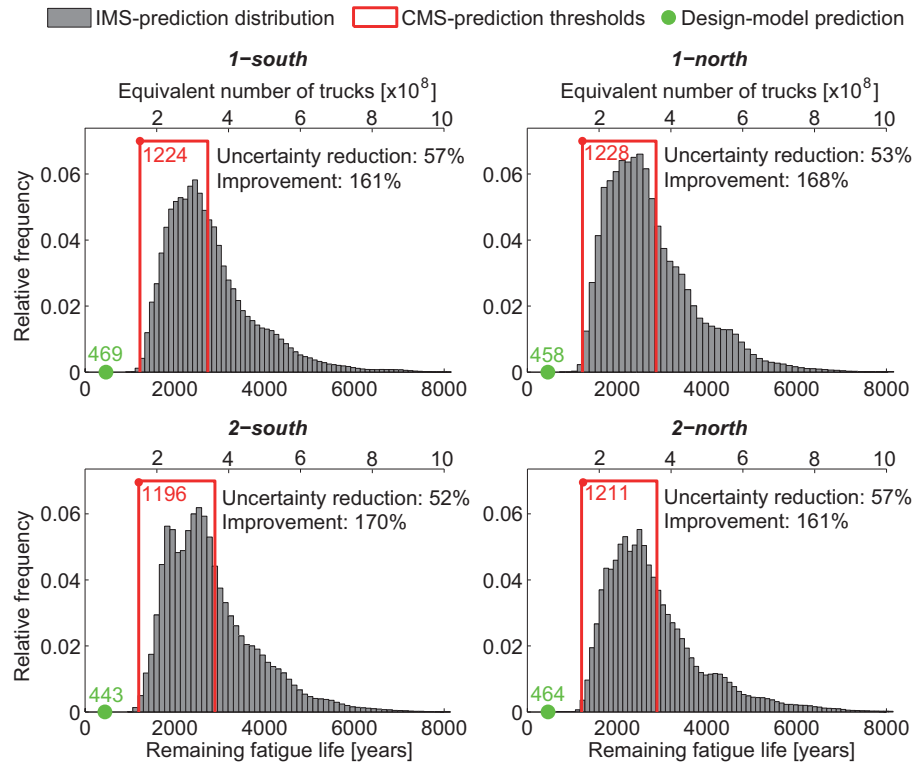 IMS-prediction distribution CMS-prediction thresholds Design-model prediction
1-south
Equivalent number of trucks [x10^8]
2 4 6 8 10
1224
Uncertainty reduction: 57%
Improvement: 161%
469
Relative frequency
0.06
0.04
0.02
0
0 2000 4000 6000 8000
1-north
Equivalent number of trucks [x10^8]
2 4 6 8 10
1228
Uncertainty reduction: 53%
Improvement: 168%
458
0.06
0.04
0.02
0
0 2000 4000 6000 8000
2-south
2 4 6 8 10
1196
Uncertainty reduction: 52%
Improvement: 170%
443
Relative frequency
0.06
0.04
0.02
0
0 2000 4000 6000 8000
Remaining fatigue life [years]
2-north
2 4 6 8 10
1211
Uncertainty reduction: 57%
Improvement: 161%
464
0.06
0.04
0.02
0
0 2000 4000 6000 8000
Remaining fatigue life [years]